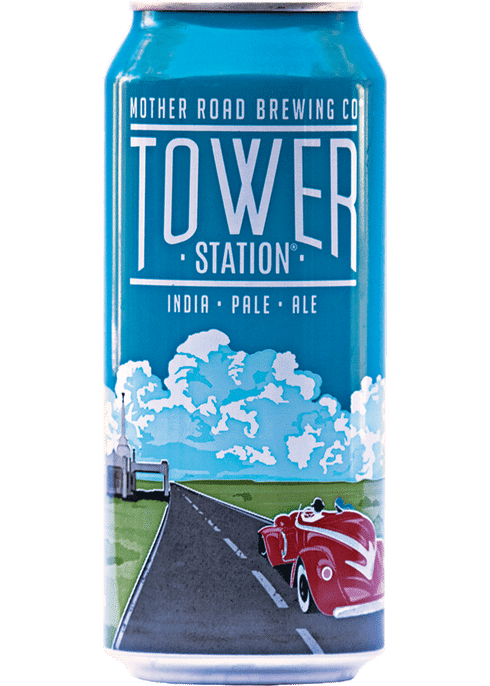 MOTHER ROAD BREWING CO
TOWER
· STATION® ·
INDIA · PALE · ALE